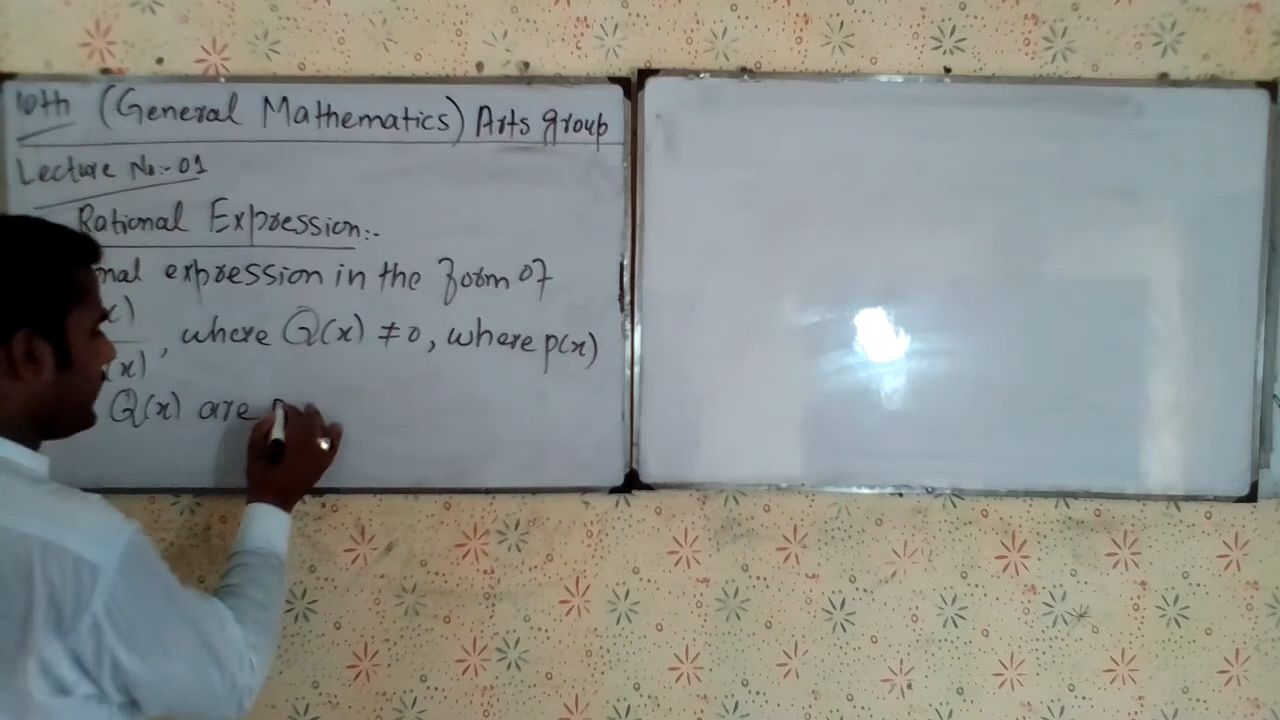 10th (General Mathematics) Arts group
Lecture No:- 01
Rational Expression:-
expression in the form of
(x) , where Q(x) ≠ 0, where p(x)
(x)
Q(x) are